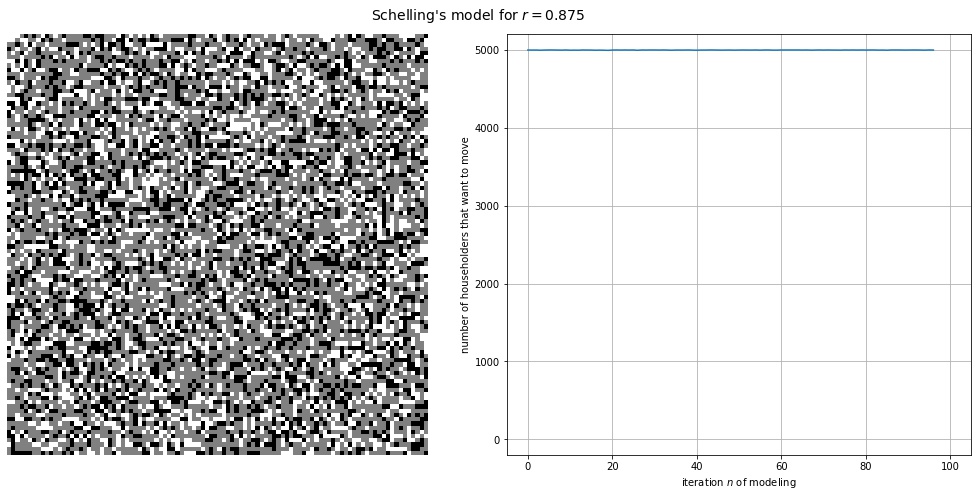 Schelling's model for r = 0.875
5000
4000
3000
2000
1000
0
number of householders that want to move
0 20 40 60 80 100
iteration n of modeling